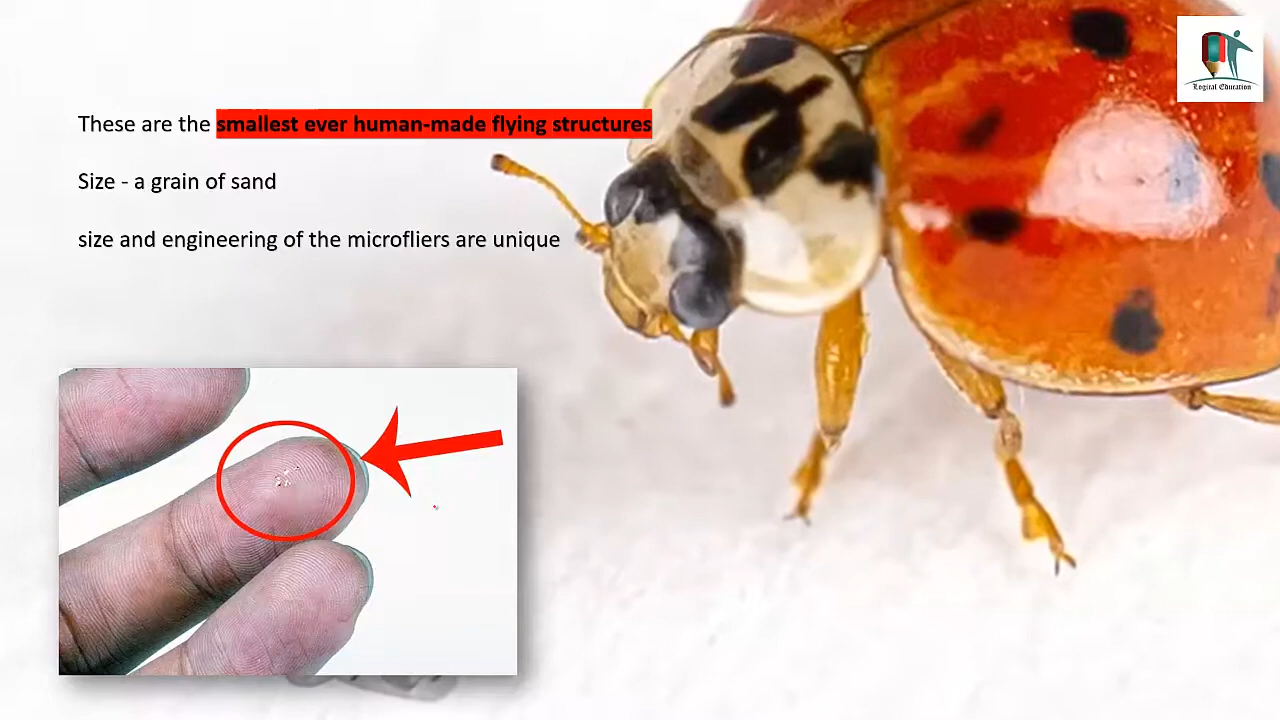 These are the smallest ever human-made flying structures
Size - a grain of sand
size and engineering of the microfliers are unique
Logical Education